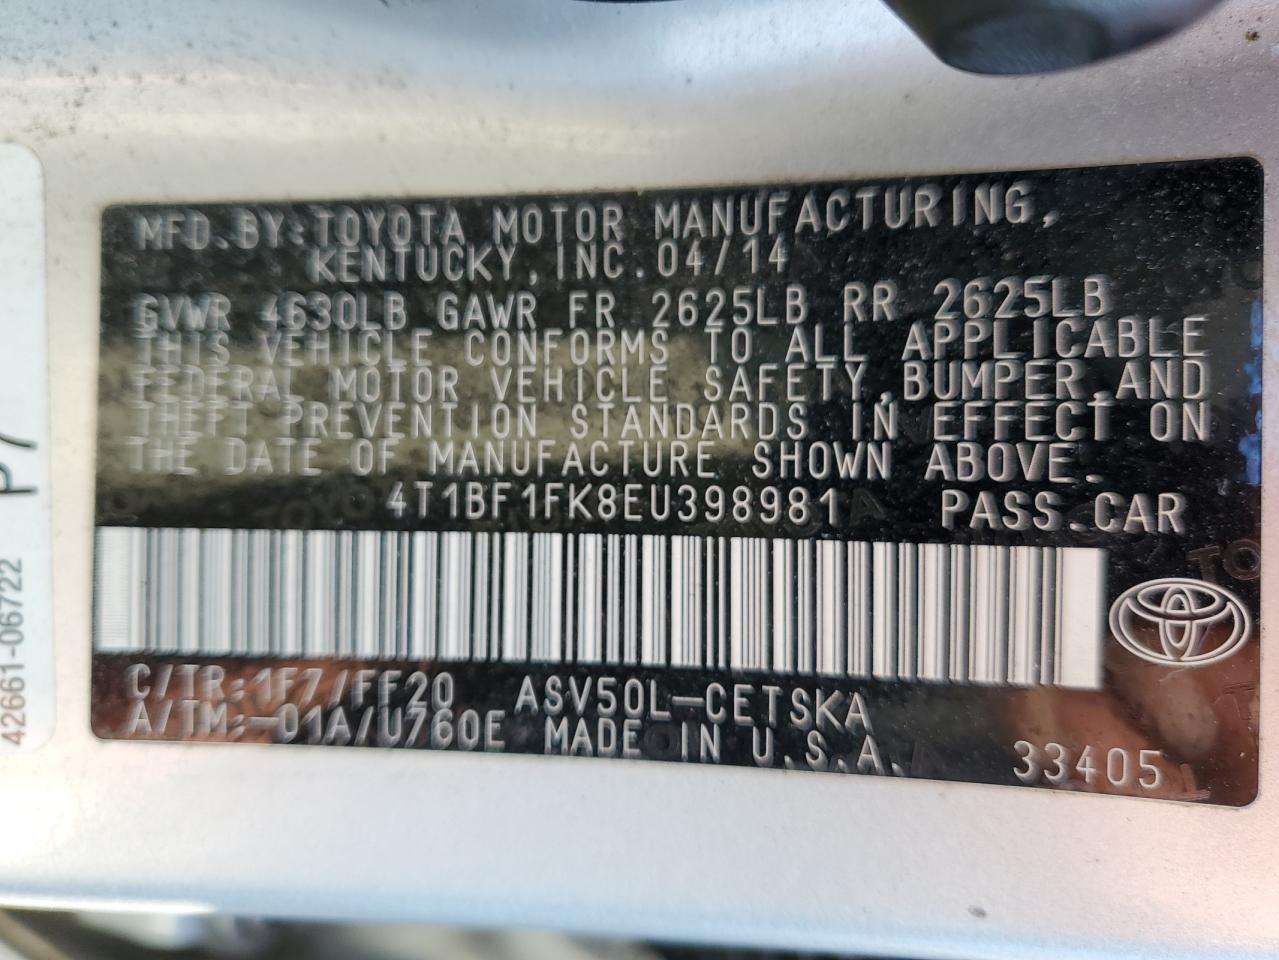 MFD.BY:TOYOTA MOTOR MANUFACTURING,
KENTUCKY,INC.04/14
GVWR 4630LB GAWR FR 2625LB RR 2625LB
THIS VEHICLE CONFORMS TO ALL APPLICABLE
FEDERAL MOTOR VEHICLE SAFETY,BUMPER,AND
THEFT PREVENTION STANDARDS IN EFFECT ON
THE DATE OF MANUFACTURE SHOWN ABOVE.
4T1BF1FK8EU398981 PASS.CAR
C/TR:1F7/FF20 ASV50L-CETSKA
A/TM:-01A/U760E MADE IN U.S.A. 33405
42661-06722